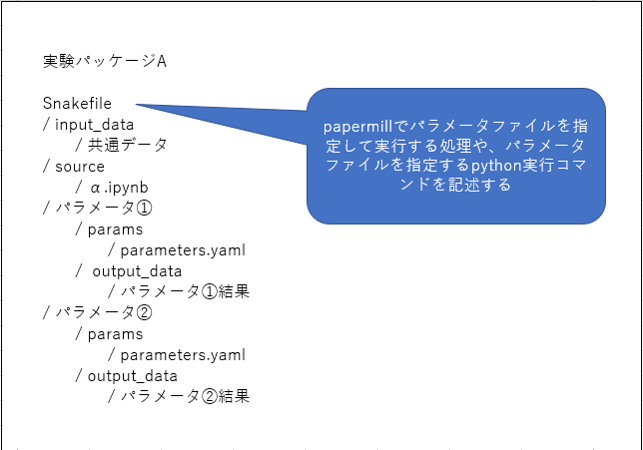 実験パッケージA
Snakefile
/ input_data
/ 共通データ
/ source
/ α.ipynb
/ パラメータ①
/ params
/ parameters.yaml
/ output_data
/ パラメータ①結果
/ パラメータ②
/ params
/ parameters.yaml
/ output_data
/ パラメータ②結果
papermillでパラメータファイルを指
定して実行する処理や、パラメータ
ファイルを指定するpython実行コマ
ンドを記述する